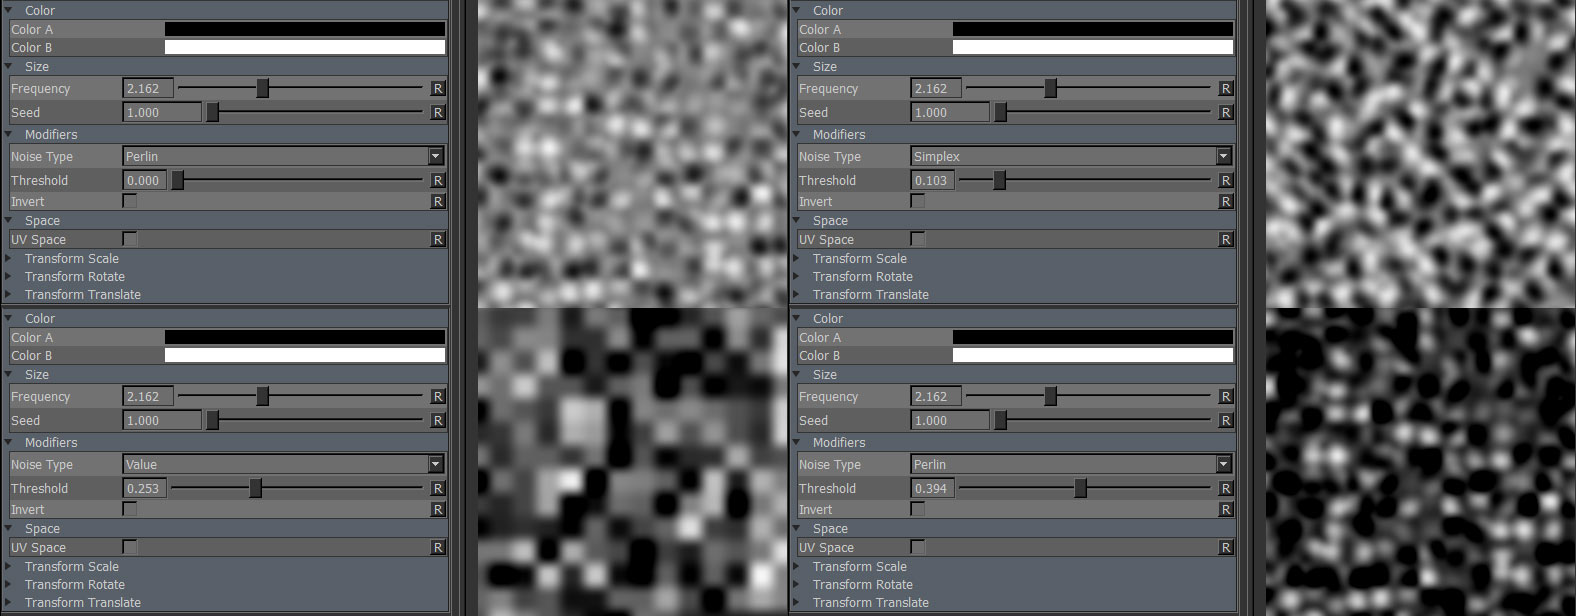 Color
Color A
Color B
Size
Frequency 2.162 R
Seed 1.000 R
Modifiers
Noise Type Perlin
Threshold 0.000 R
Invert R
Space
UV Space R
Transform Scale
Transform Rotate
Transform Translate
Color
Color A
Color B
Size
Frequency 2.162 R
Seed 1.000 R
Modifiers
Noise Type Simplex
Threshold 0.103 R
Invert R
Space
UV Space R
Transform Scale
Transform Rotate
Transform Translate
Color
Color A
Color B
Size
Frequency 2.162 R
Seed 1.000 R
Modifiers
Noise Type Value
Threshold 0.253 R
Invert R
Space
UV Space R
Transform Scale
Transform Rotate
Transform Translate
Color
Color A
Color B
Size
Frequency 2.162 R
Seed 1.000 R
Modifiers
Noise Type Perlin
Threshold 0.394 R
Invert R
Space
UV Space R
Transform Scale
Transform Rotate
Transform Translate